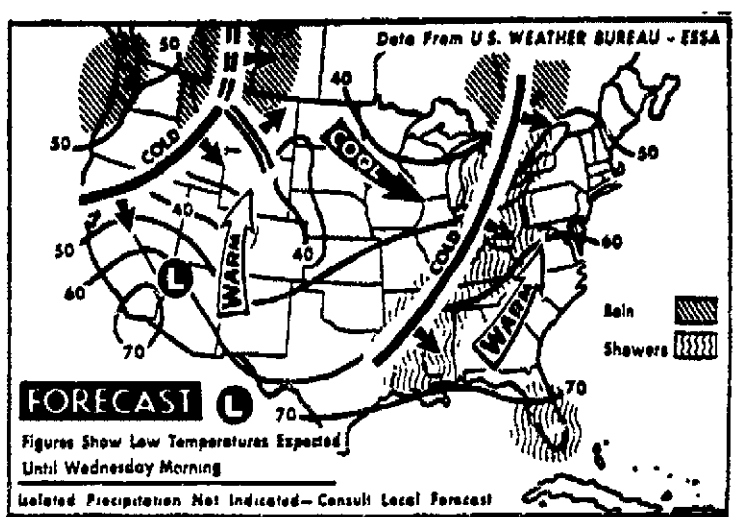 Data From U.S. WEATHER BUREAU - ESSA
50
40
50
COLD
COOL
50
40
40
50
WARM
COLD
60
L
60
WARM
70
Rain
Showers
70
FORECAST
L
70
Figures Show Low Temperatures Expected
Until Wednesday Morning
Isolated Precipitation Not Indicated - Consult Local Forecast